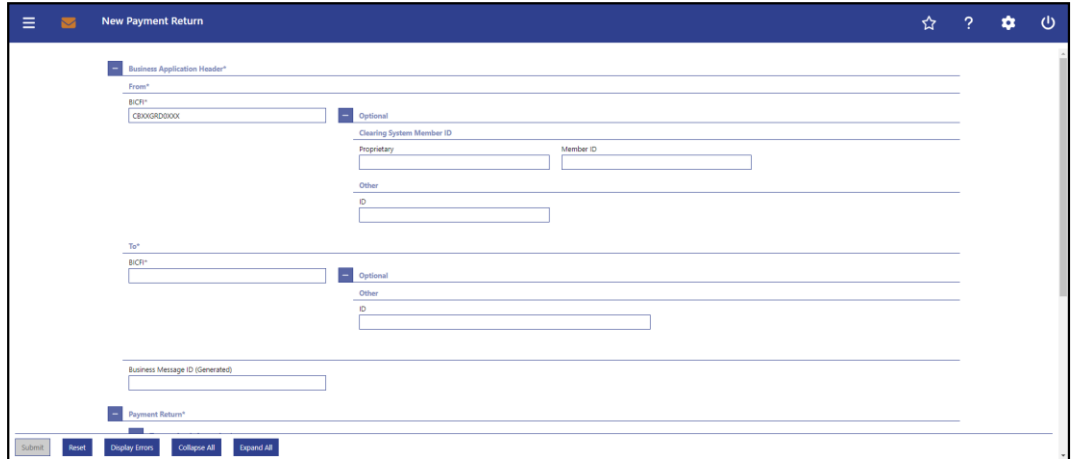 New Payment Return
?
Business Application Header*
From*
BICFI*
CBXXGRD0XXX
Optional
Clearing System Member ID
Proprietary Member ID
Other
ID
To*
BICFI*
Optional
Other
ID
Business Message ID (Generated)
Payment Return*
Submit Reset Display Errors Collapse All Expand All